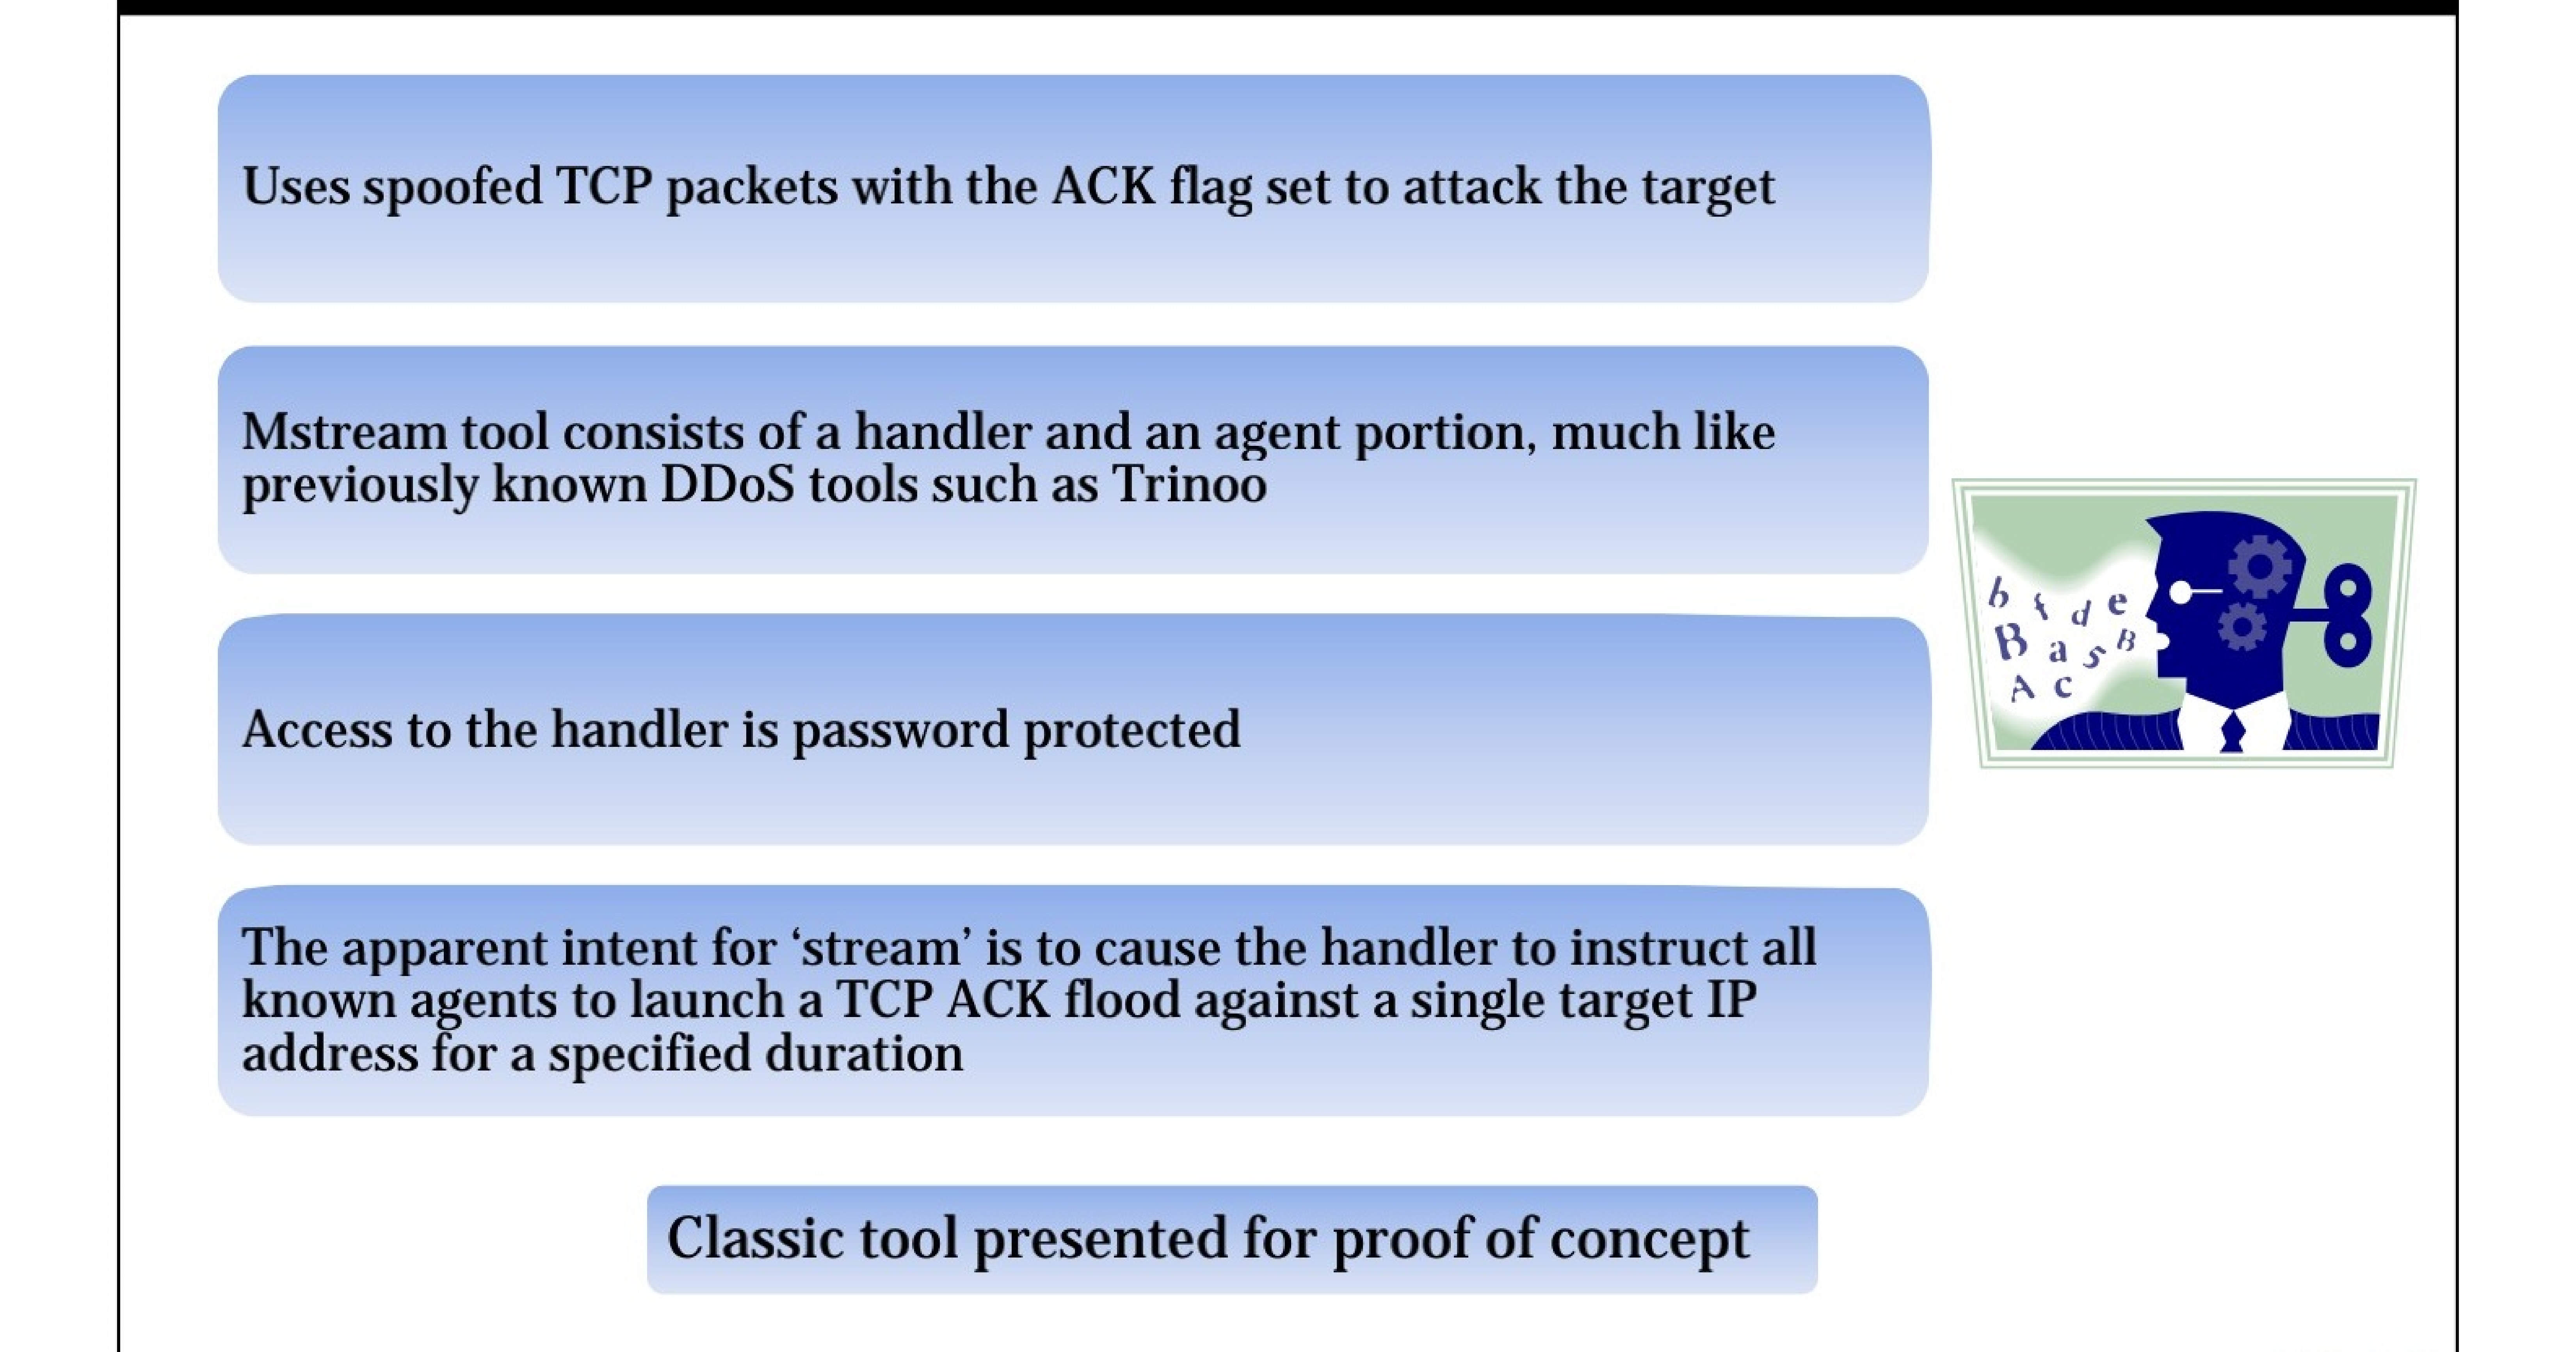 Uses spoofed TCP packets with the ACK flag set to attack the target
Mstream tool consists of a handler and an agent portion, much like
previously known DDoS tools such as Trinoo
Access to the handler is password protected
The apparent intent for ‘stream’ is to cause the handler to instruct all
known agents to launch a TCP ACK flood against a single target IP
address for a specified duration
Classic tool presented for proof of concept
b f d e
B a s B
A c